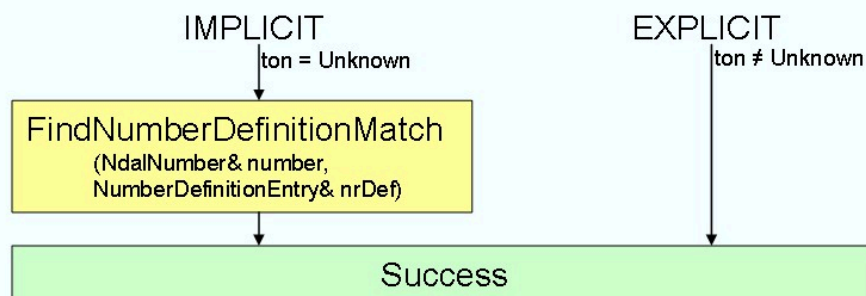 IMPLICIT
EXPLICIT
ton = Unknown
ton ≠ Unknown
FindNumberDefinitionMatch
(NdalNumber& number,
NumberDefinitionEntry& nrDef)
Success